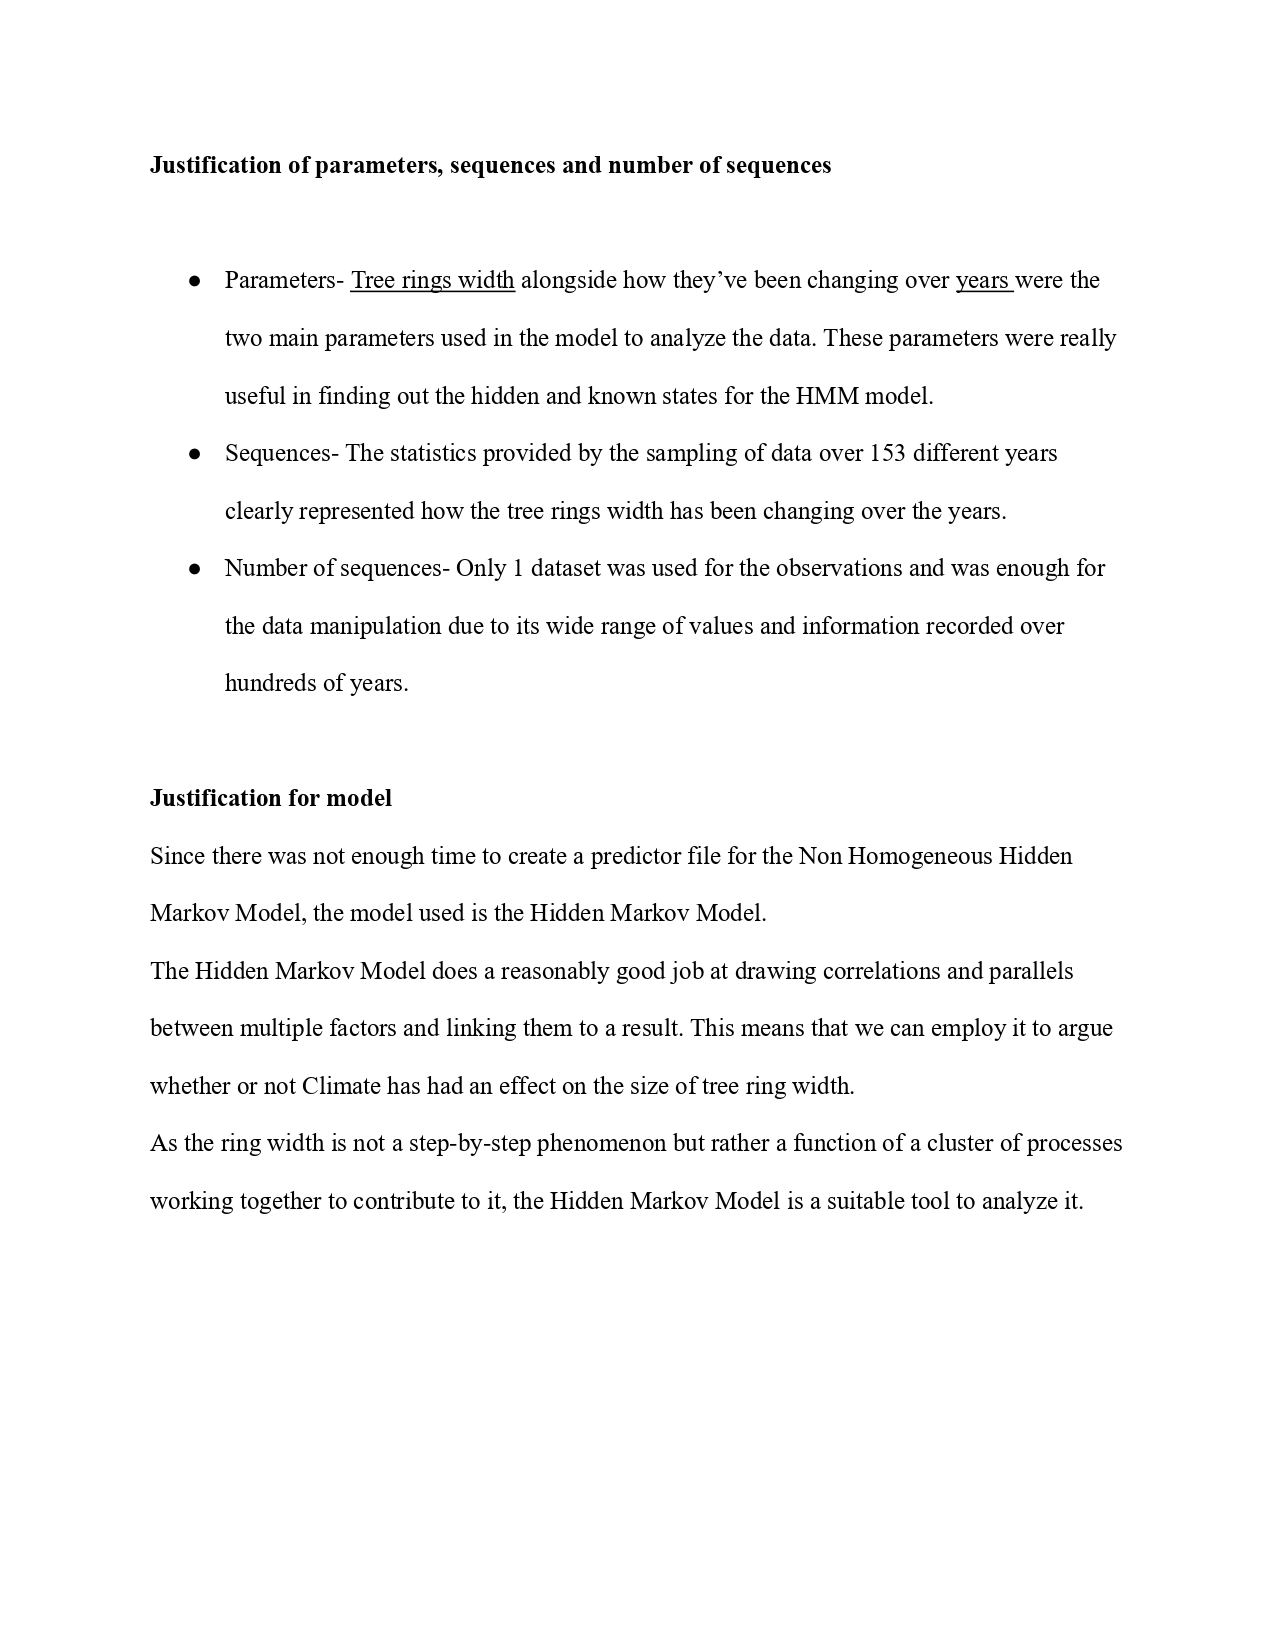 Justification of parameters, sequences and number of sequences
● Parameters- Tree rings width alongside how they’ve been changing over years were the
two main parameters used in the model to analyze the data. These parameters were really
useful in finding out the hidden and known states for the HMM model.
● Sequences- The statistics provided by the sampling of data over 153 different years
clearly represented how the tree rings width has been changing over the years.
● Number of sequences- Only 1 dataset was used for the observations and was enough for
the data manipulation due to its wide range of values and information recorded over
hundreds of years.
Justification for model
Since there was not enough time to create a predictor file for the Non Homogeneous Hidden
Markov Model, the model used is the Hidden Markov Model.
The Hidden Markov Model does a reasonably good job at drawing correlations and parallels
between multiple factors and linking them to a result. This means that we can employ it to argue
whether or not Climate has had an effect on the size of tree ring width.
As the ring width is not a step-by-step phenomenon but rather a function of a cluster of processes
working together to contribute to it, the Hidden Markov Model is a suitable tool to analyze it.